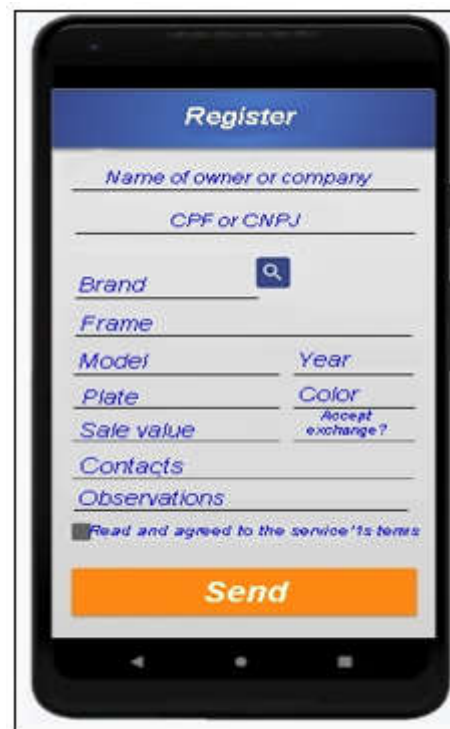 Register
Name of owner or company
CPF or CNPJ
Brand
Frame
Model Year
Plate Color
Sale value Accept
exchange?
Contacts
Observations
Read and agreed to the service'1s tems
Send